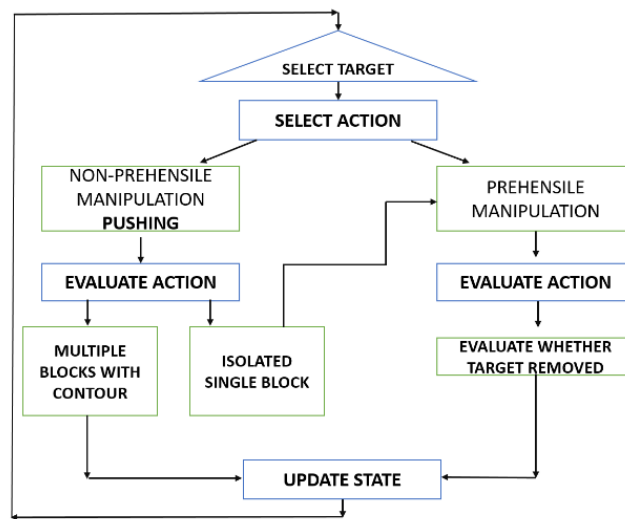 SELECT TARGET
SELECT ACTION
NON-PREHENSILE
MANIPULATION
PUSHING
PREHENSILE
MANIPULATION
EVALUATE ACTION
EVALUATE ACTION
MULTIPLE
BLOCKS WITH
CONTOUR
ISOLATED
SINGLE BLOCK
EVALUATE WHETHER
TARGET REMOVED
UPDATE STATE